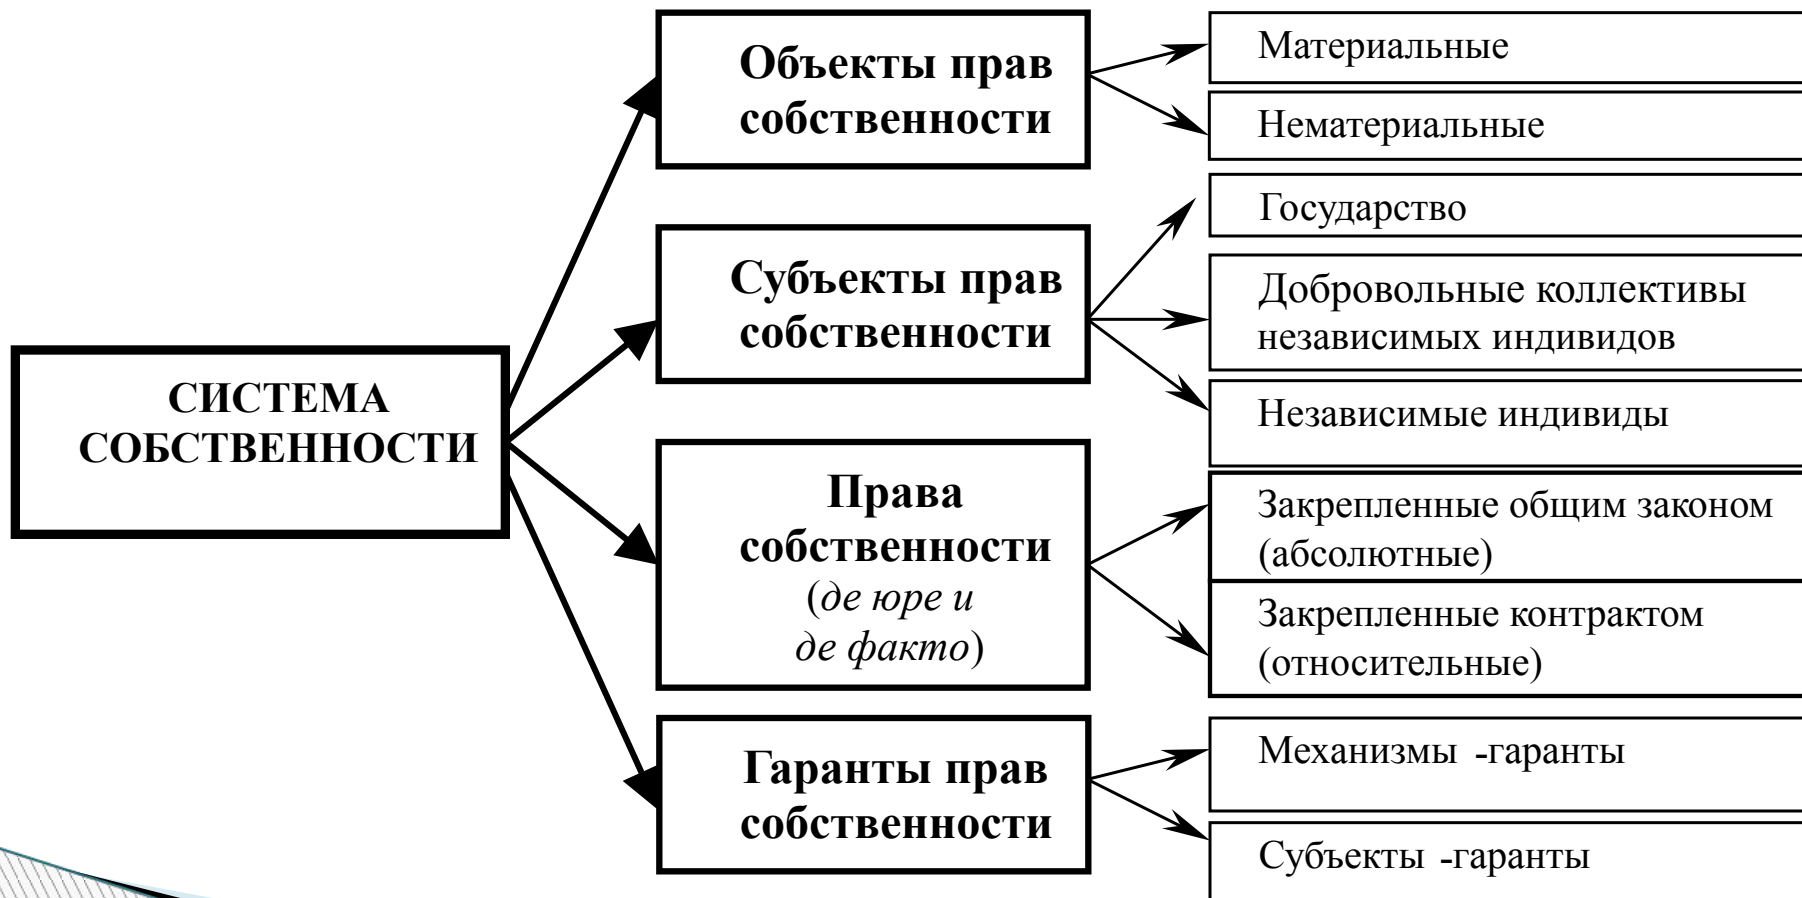 СИСТЕМА
СОБСТВЕННОСТИ
Объекты прав
собственности
Материальные
Нематериальные
Субъекты прав
собственности
Государство
Добровольные коллективы
независимых индивидов
Независимые индивиды
Права
собственности
(де юре и
де факто)
Закрепленные общим законом
(абсолютные)
Закрепленные контрактом
(относительные)
Гаранты прав
собственности
Механизмы -гаранты
Субъекты -гаранты